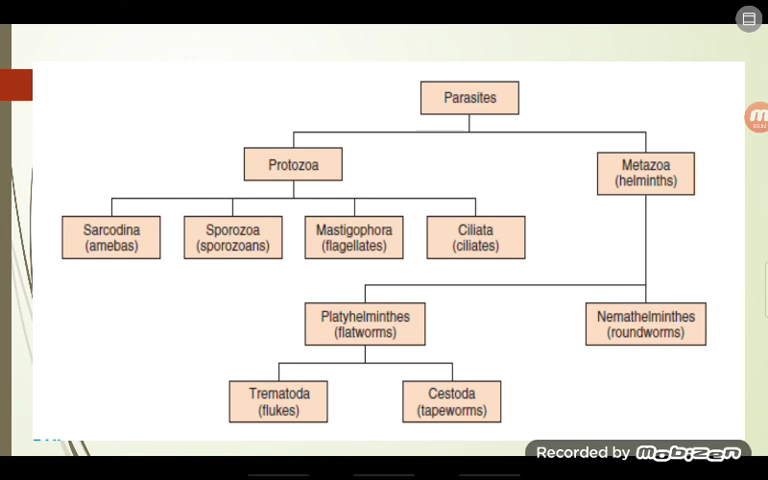 Parasites
Protozoa
Metazoa
(helminths)
Sarcodina
(amebas)
Sporozoa
(sporozoans)
Mastigophora
(flagellates)
Ciliata
(ciliates)
Platyhelminthes
(flatworms)
Nemathelminthes
(roundworms)
Trematoda
(flukes)
Cestoda
(tapeworms)
Recorded by mobizen